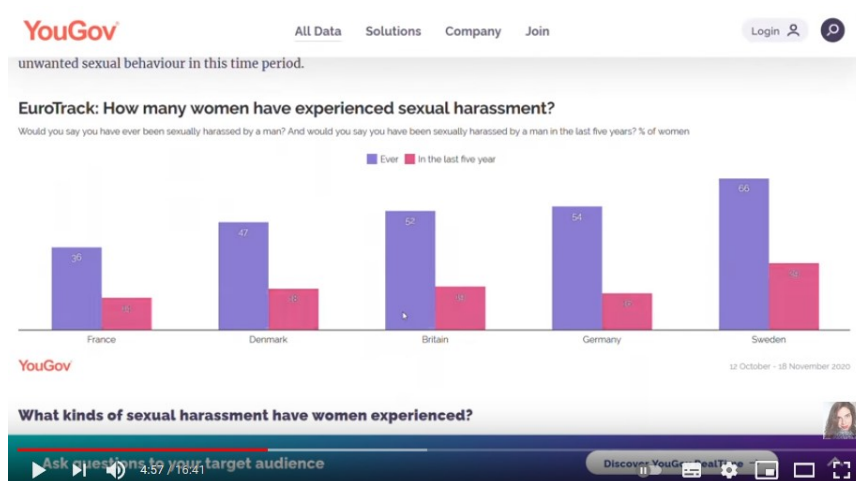 YouGov
All Data Solutions Company Join Login
unwanted sexual behaviour in this time period.
EuroTrack: How many women have experienced sexual harassment?
Would you say you have ever been sexually harassed by a man? And would you say you have been sexually harassed by a man in the last five years? % of women
Ever In the last five year
36 47 52 54 66
France Denmark Britain Germany Sweden
YouGov 12 October - 18 November 2020
What kinds of sexual harassment have women experienced?
Ask questions to your target audience
Discover YouGov RealTime
4:57 / 16:41